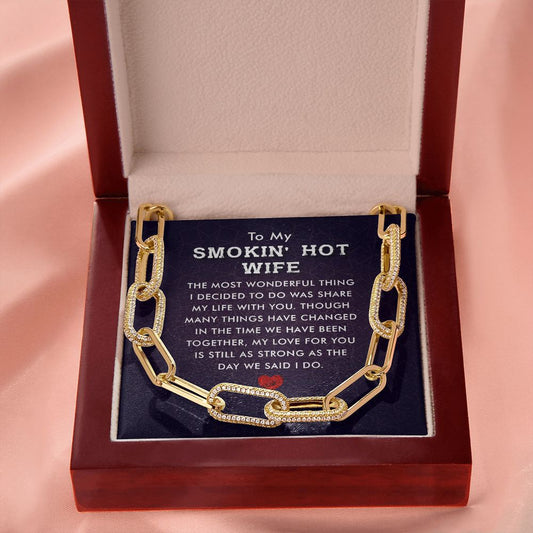 To My
SMOKIN' HOT
WIFE
THE MOST WONDERFUL THING
I DECIDED TO DO WAS SHARE
MY LIFE WITH YOU. THOUGH
MANY THINGS HAVE CHANGED
IN THE TIME WE HAVE BEEN
TOGETHER, MY LOVE FOR YOU
IS STILL AS STRONG AS THE
DAY WE SAID I DO.